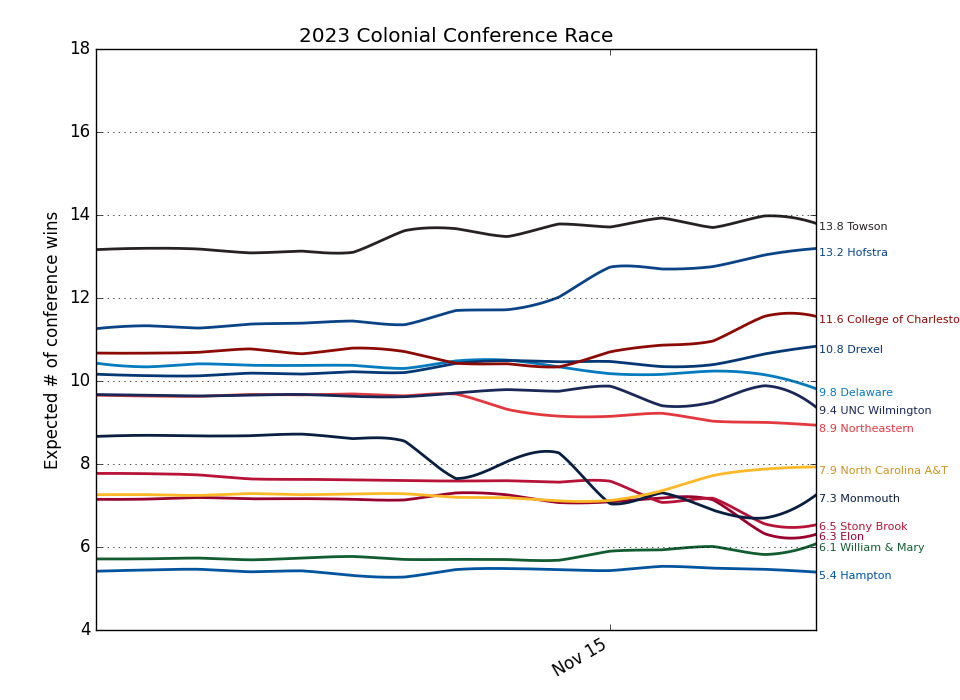 2023 Colonial Conference Race
Expected # of conference wins
18
16
14
12
10
8
6
4
Nov 15
13.8 Towson
13.2 Hofstra
11.6 College of Charlesto
10.8 Drexel
9.8 Delaware
9.4 UNC Wilmington
8.9 Northeastern
7.9 North Carolina A&T
7.3 Monmouth
6.5 Stony Brook
6.3 Elon
6.1 William & Mary
5.4 Hampton